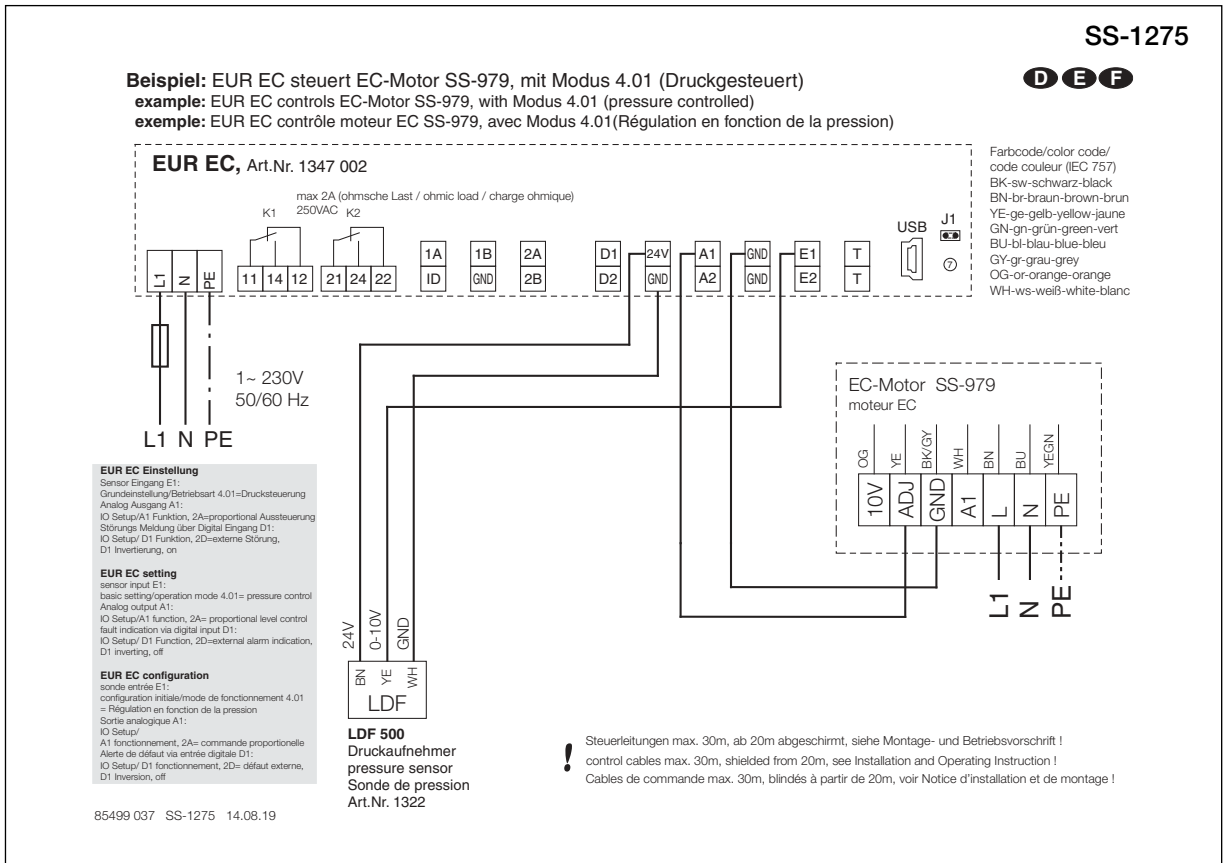 SS-1275
D E F
Beispiel: EUR EC steuert EC-Motor SS-979, mit Modus 4.01 (Druckgesteuert)
example: EUR EC controls EC-Motor SS-979, with Modus 4.01 (pressure controlled)
exemple: EUR EC contrôle moteur EC SS-979, avec Modus 4.01(Régulation en fonction de la pression)
EUR EC, Art.Nr. 1347 002
max 2A (ohmsche Last / ohmic load / charge ohmique)
250VAC
K1 K2
L1 N PE
11 14 12
21 24 22
1A 1B 2A D1 24V A1 GND E1 T
ID GND 2B D2 GND A2 GND E2 T
USB
J1
7
Farbcode/color code/
code couleur (IEC 757)
BK-sw-schwarz-black
BN-br-braun-brown-brun
YE-ge-gelb-yellow-jaune
GN-gn-grün-green-vert
BU-bl-blau-blue-bleu
GY-gr-grau-grey
OG-or-orange-orange
WH-ws-weiß-white-blanc
1~ 230V
50/60 Hz
L1 N PE
EC-Motor SS-979
moteur EC
OG YE BK/GY WH BN BU YEGN
10V ADJ GND A1 L N PE
L1 N PE
EUR EC Einstellung
Sensor Eingang E1:
Grundeinstellung/Betriebsart 4.01=Drucksteuerung
Analog Ausgang A1:
IO Setup/A1 Funktion, 2A=proportional Aussteuerung
Störungs Meldung über Digital Eingang D1:
IO Setup/ D1 Funktion, 2D=externe Störung,
D1 Invertierung, on
EUR EC setting
sensor input E1:
basic setting/operation mode 4.01= pressure control
Analog output A1:
IO Setup/A1 function, 2A= proportional level control
fault indication via digital input D1:
IO Setup/ D1 Function, 2D=external alarm indication,
D1 inverting, off
EUR EC configuration
sonde entrée E1:
configuration initiale/mode de fonctionnement 4.01
= Régulation en fonction de la pression
Sortie analogique A1:
IO Setup/
A1 fonctionnement, 2A= commande proportionelle
Alerte de défaut via entrée digitale D1:
IO Setup/ D1 fonctionnement, 2D= défaut externe,
D1 Inversion, off
24V 0-10V GND
BN YE WH
LDF
LDF 500
Druckaufnehmer
pressure sensor
Sonde de pression
Art.Nr. 1322
!
Steuerleitungen max. 30m, ab 20m abgeschirmt, siehe Montage- und Betriebsvorschrift !
control cables max. 30m, shielded from 20m, see Installation and Operating Instruction !
Cables de commande max. 30m, blindés à partir de 20m, voir Notice d'installation et de montage !
85499 037 SS-1275 14.08.19